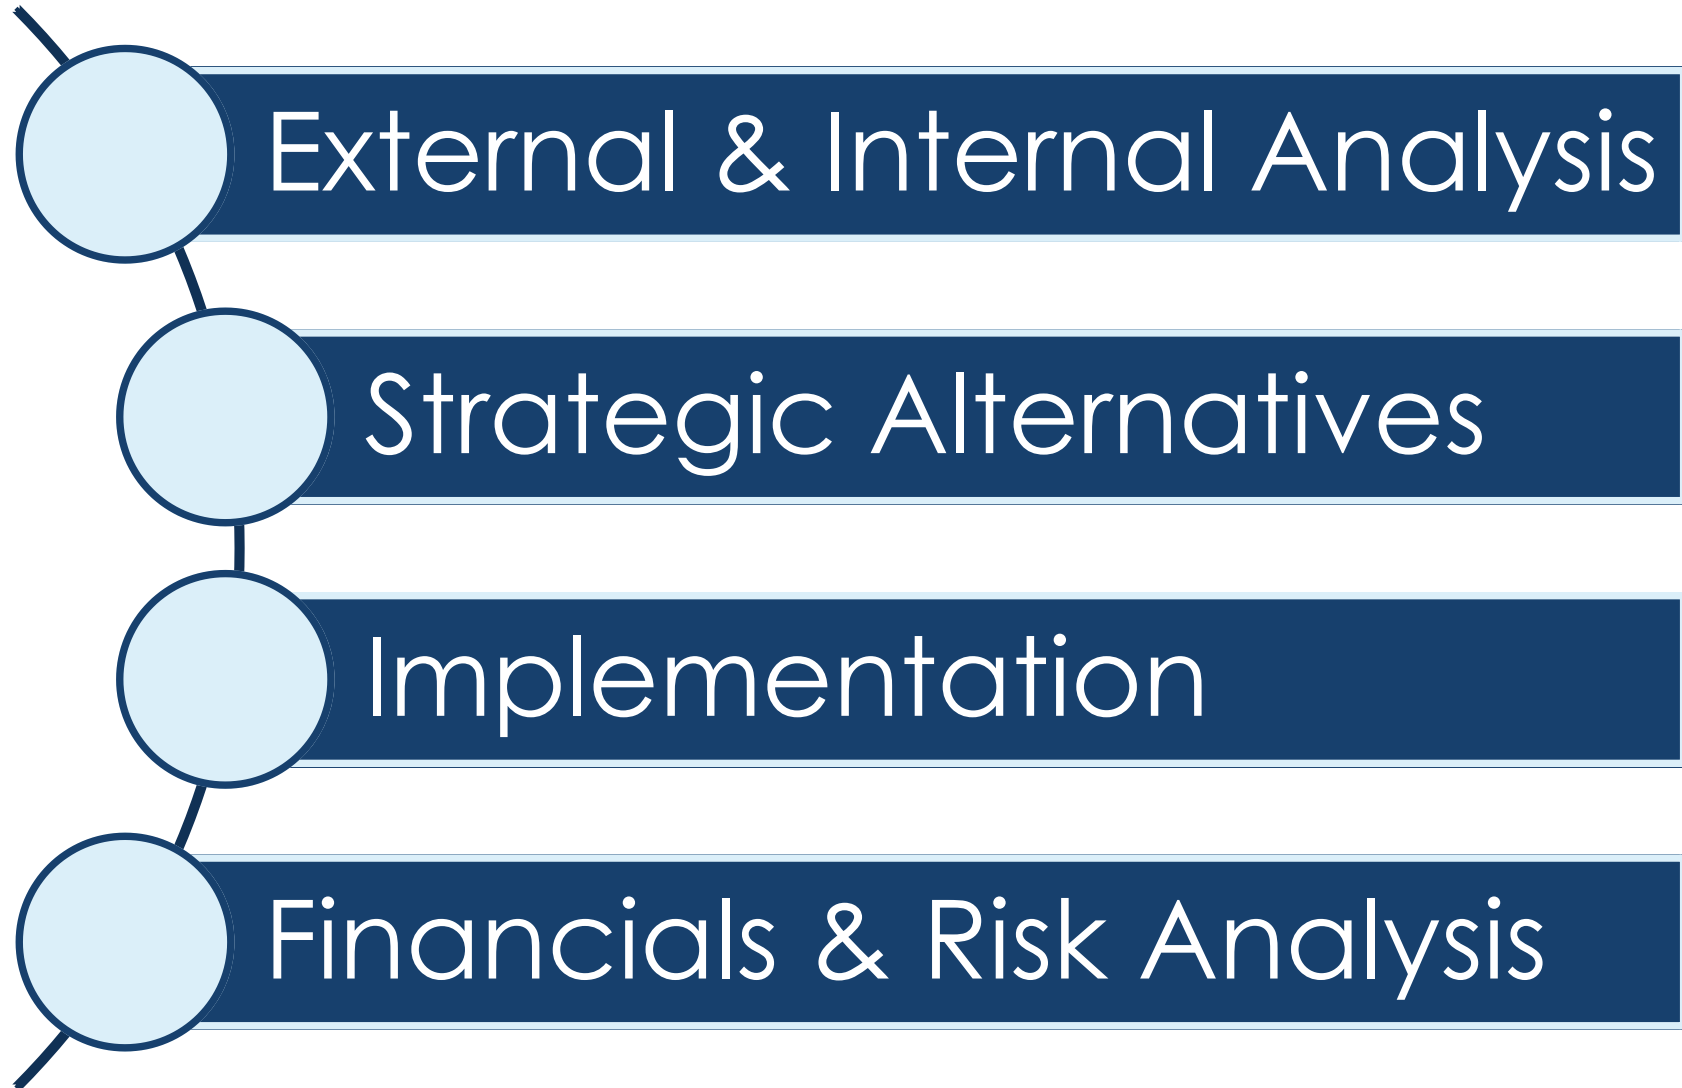 External & Internal Analysis
Strategic Alternatives
Implementation
Financials & Risk Analysis